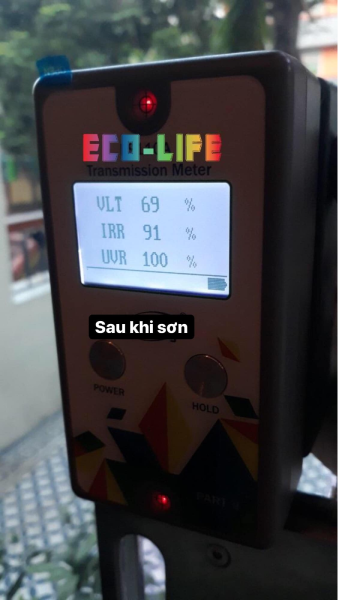 ECO-LIFE
Transmission Meter
VLT 69 %
IRR 91 %
UVR 100 %
Sau khi sơn
POWER
HOLD